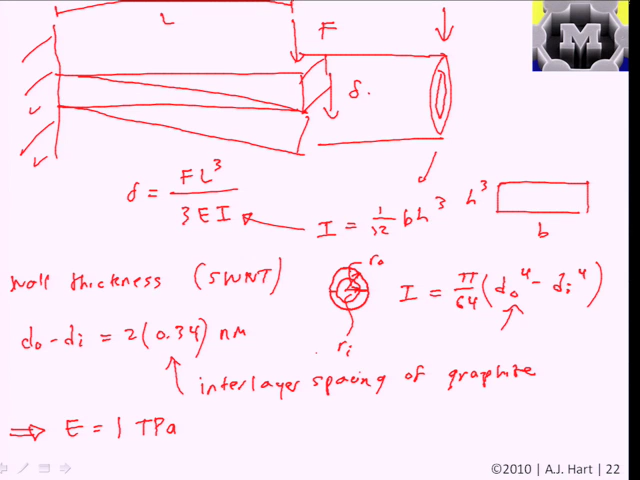 L
F
δ.
δ = FL³ / 3EI
I = 1/12 bh³
h³
b
Wall thickness (SWNT)
r₀
I = π/64 (d₀⁴ - dᵢ⁴)
d₀ - dᵢ = 2(0.34) nm
rᵢ
interlayer spacing of graphite
⇒ E = 1 TPa
M
©2010 | A.J. Hart | 22